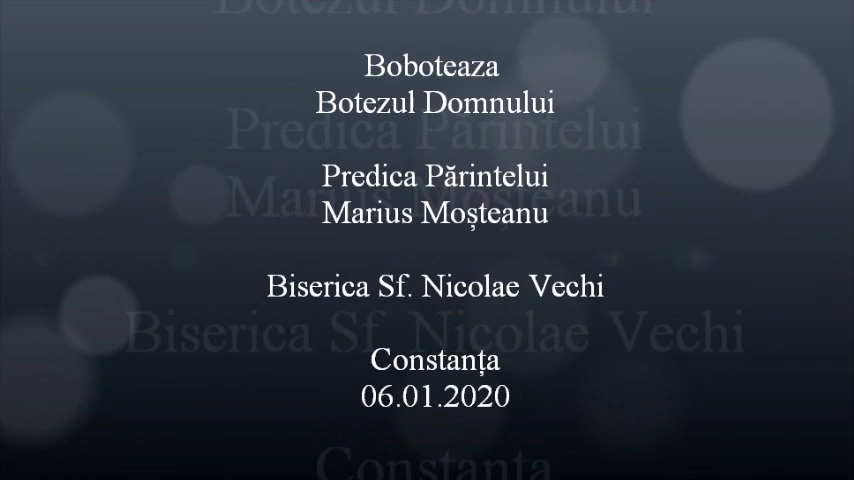 Boboteaza
Botezul Domnului
Predica Părintelui
Marius Moșteanu
Biserica Sf. Nicolae Vechi
Constanța
06.01.2020